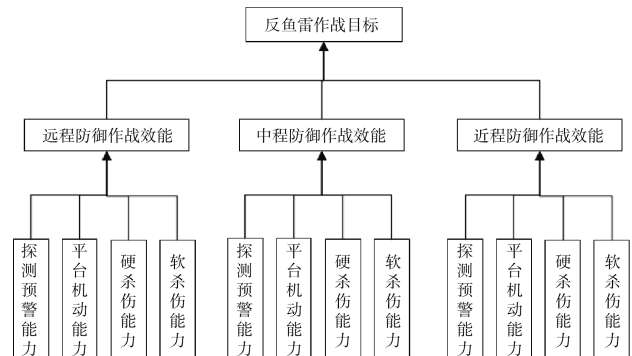 反鱼雷作战目标
远程防御作战效能
中程防御作战效能
近程防御作战效能
探测预警能力
平台机动能力
硬杀伤能力
软杀伤能力
探测预警能力
平台机动能力
硬杀伤能力
软杀伤能力
探测预警能力
平台机动能力
硬杀伤能力
软杀伤能力